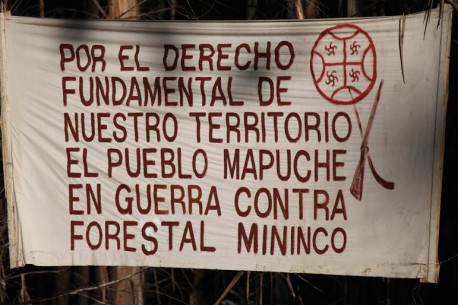 POR EL DERECHO
FUNDAMENTAL DE
NUESTRO TERRITORIO
EL PUEBLO MAPUCHE
EN GUERRA CONTRA
FORESTAL MININCO